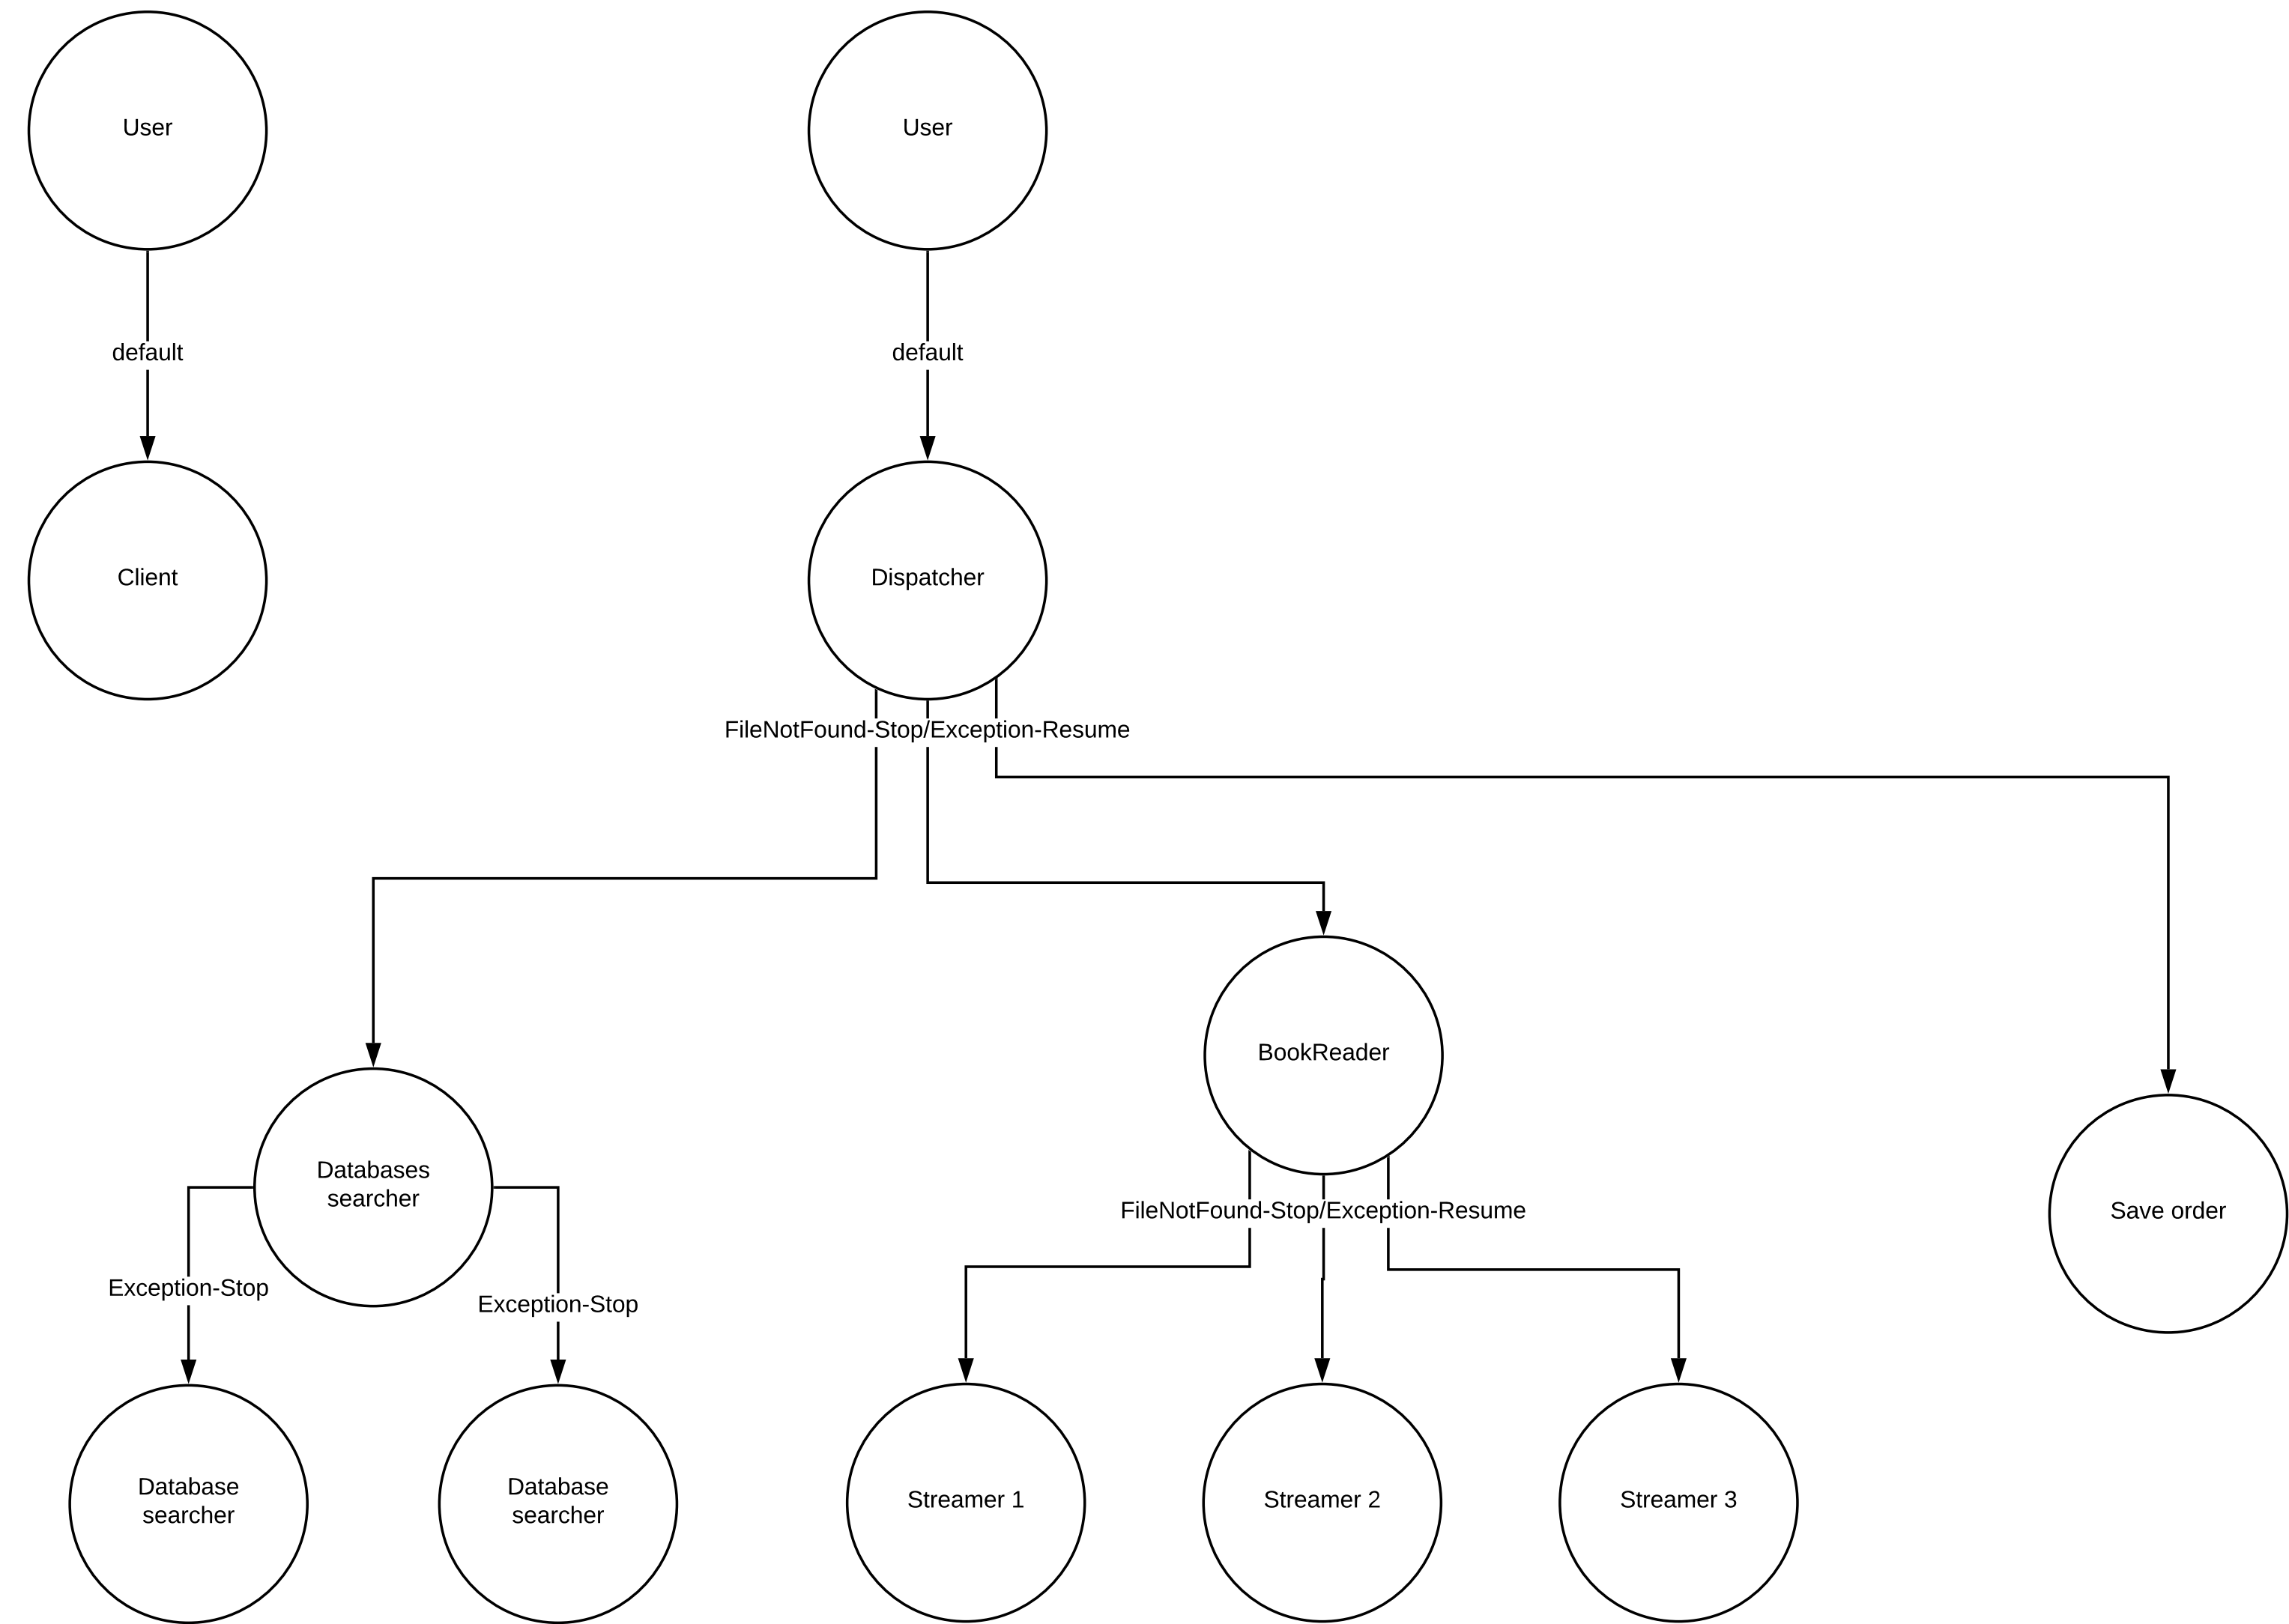 User
User
default
default
Client
Dispatcher
FileNotFound-Stop/Exception-Resume
BookReader
Databases
searcher
Save order
FileNotFound-Stop/Exception-Resume
Exception-Stop
Exception-Stop
Database
searcher
Database
searcher
Streamer 1
Streamer 2
Streamer 3